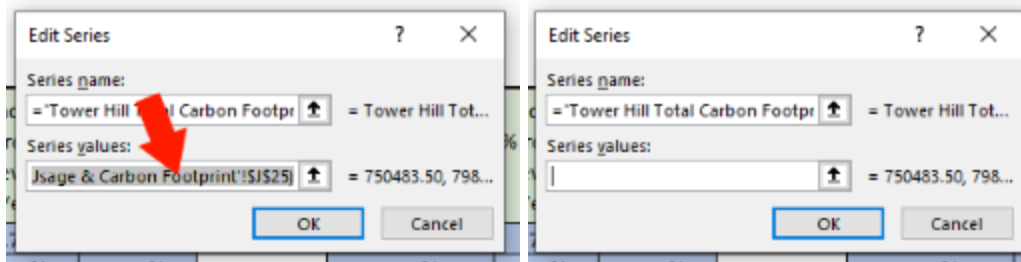 Edit Series ? ×
Series name:
="Tower Hill Total Carbon Footpr = Tower Hill Tot...
Series values:
Jsage & Carbon Footprint'!$J$25) = 750483.50, 798...
OK Cancel
%
Edit Series ? ×
Series name:
="Tower Hill Total Carbon Footpr = Tower Hill Tot...
Series values:
= 750483.50, 798...
OK Cancel